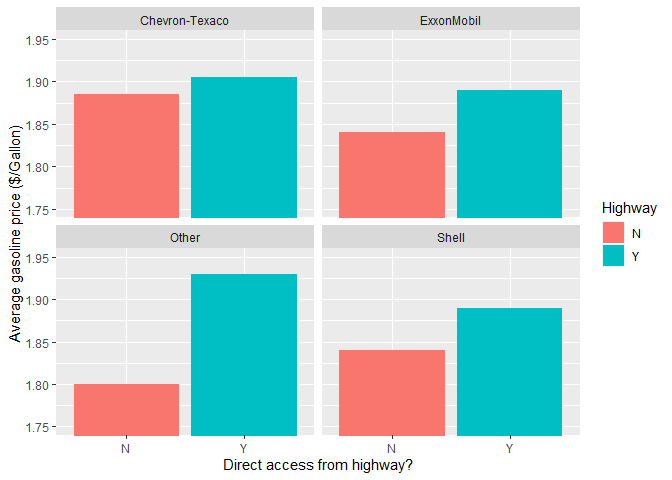 Chevron-Texaco
ExxonMobil
1.95
1.90
1.85
1.80
1.75
Other
Shell
1.95
1.90
1.85
1.80
1.75
N
Y
N
Y
Direct access from highway?
Average gasoline price ($/Gallon)
Highway
N
Y